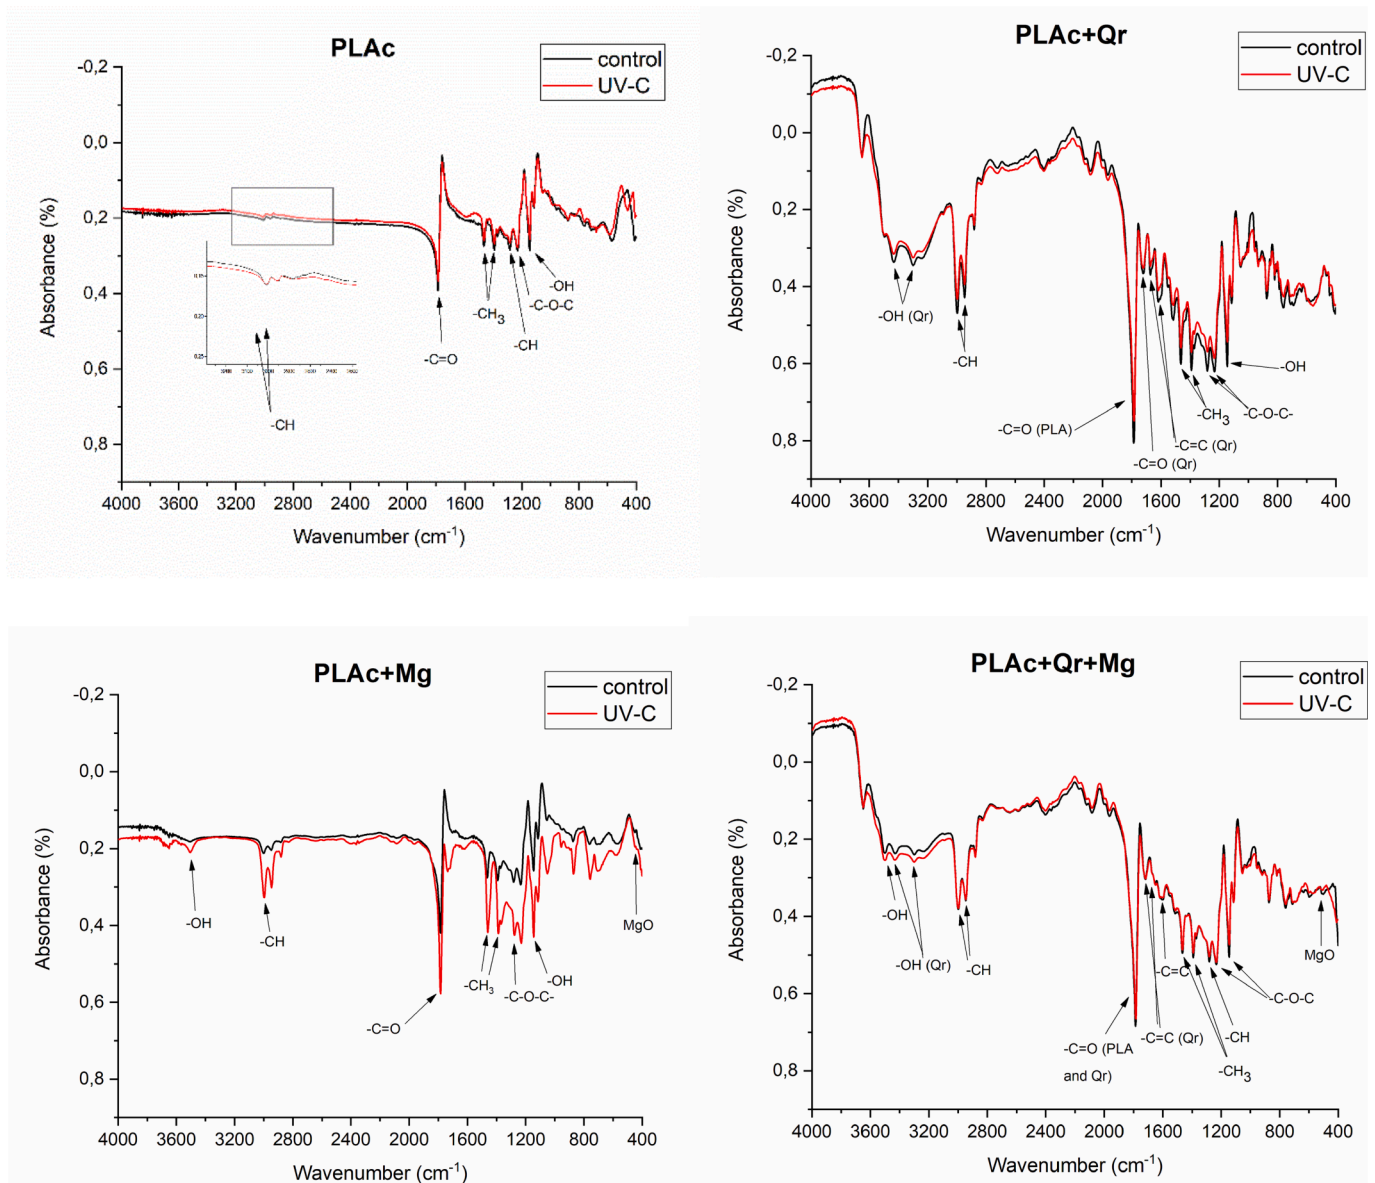 PLAc
control
UV-C
-0,2
0,0
0,2
0,4
0,6
0,8
Absorbance (%)
0.15
0.20
0.25
-CH
-C=O
-CH3
-CH
-C-O-C
-OH
4000 3600 3200 2800 2400 2000 1600 1200 800 400
Wavenumber (cm-1)
PLAc+Qr
control
UV-C
-0,2
0,0
0,2
0,4
0,6
0,8
Absorbance (%)
-OH (Qr)
-CH
-C=O (PLA)
-C=O (Qr)
-C=C (Qr)
-CH3
-C-O-C-
-OH
4000 3600 3200 2800 2400 2000 1600 1200 800 400
Wavenumber (cm-1)
PLAc+Mg
control
UV-C
-0,2
0,0
0,2
0,4
0,6
0,8
Absorbance (%)
-OH
-CH
-C=O
-CH3
-C-O-C-
-OH
MgO
4000 3600 3200 2800 2400 2000 1600 1200 800 400
Wavenumber (cm-1)
PLAc+Qr+Mg
control
UV-C
-0,2
0,0
0,2
0,4
0,6
0,8
Absorbance (%)
-OH
-OH (Qr)
-CH
-C=O (PLA
and Qr)
-C=C (Qr)
-C=C
-CH3
-CH
-C-O-C
MgO
4000 3600 3200 2800 2400 2000 1600 1200 800 400
Wavenumber (cm-1)